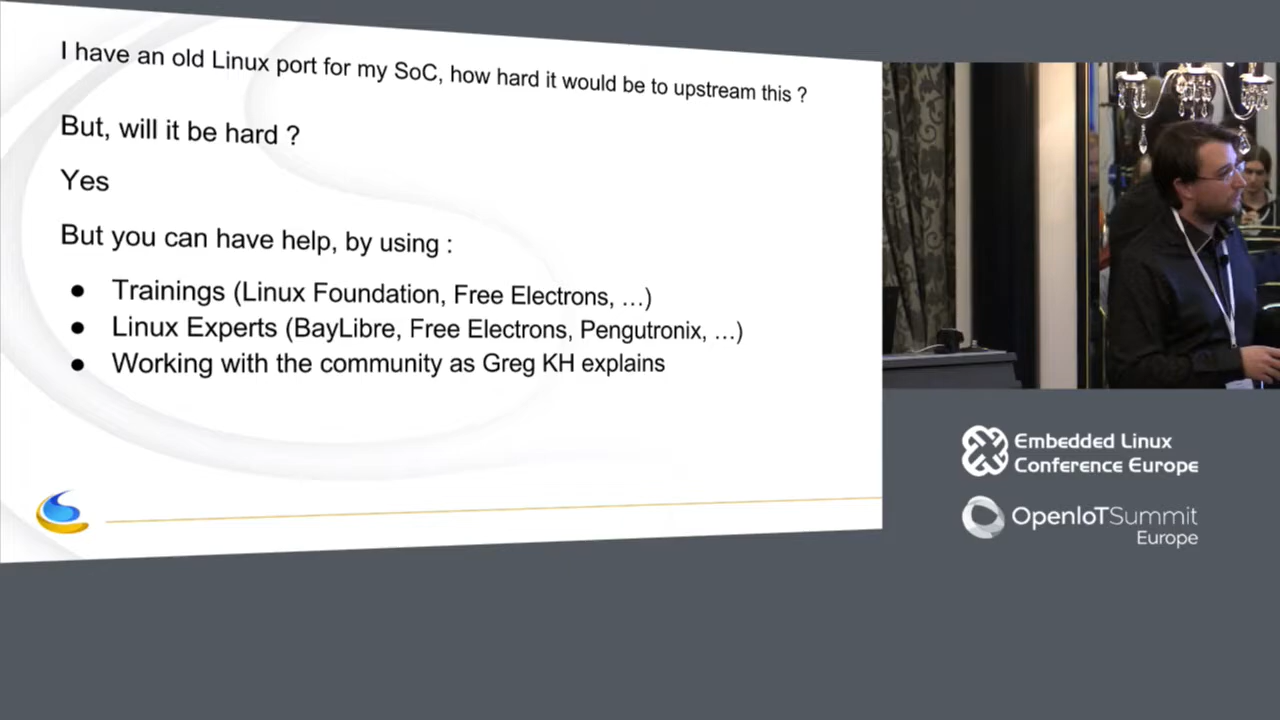 I have an old Linux port for my SoC, how hard it would be to upstream this ?
But, will it be hard ?
Yes
But you can have help, by using :
● Trainings (Linux Foundation, Free Electrons, …)
● Linux Experts (BayLibre, Free Electrons, Pengutronix, …)
● Working with the community as Greg KH explains
Embedded Linux
Conference Europe
OpenIoTSummit
Europe